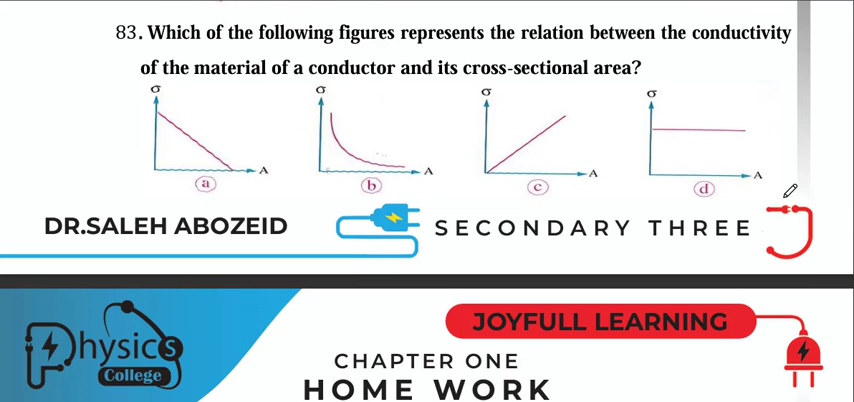 83. Which of the following figures represents the relation between the conductivity
of the material of a conductor and its cross-sectional area?
σ σ σ σ
A A A A
a b c d
DR.SALEH ABOZEID SECONDARY THREE
Physics
College
JOYFULL LEARNING
CHAPTER ONE
HOME WORK